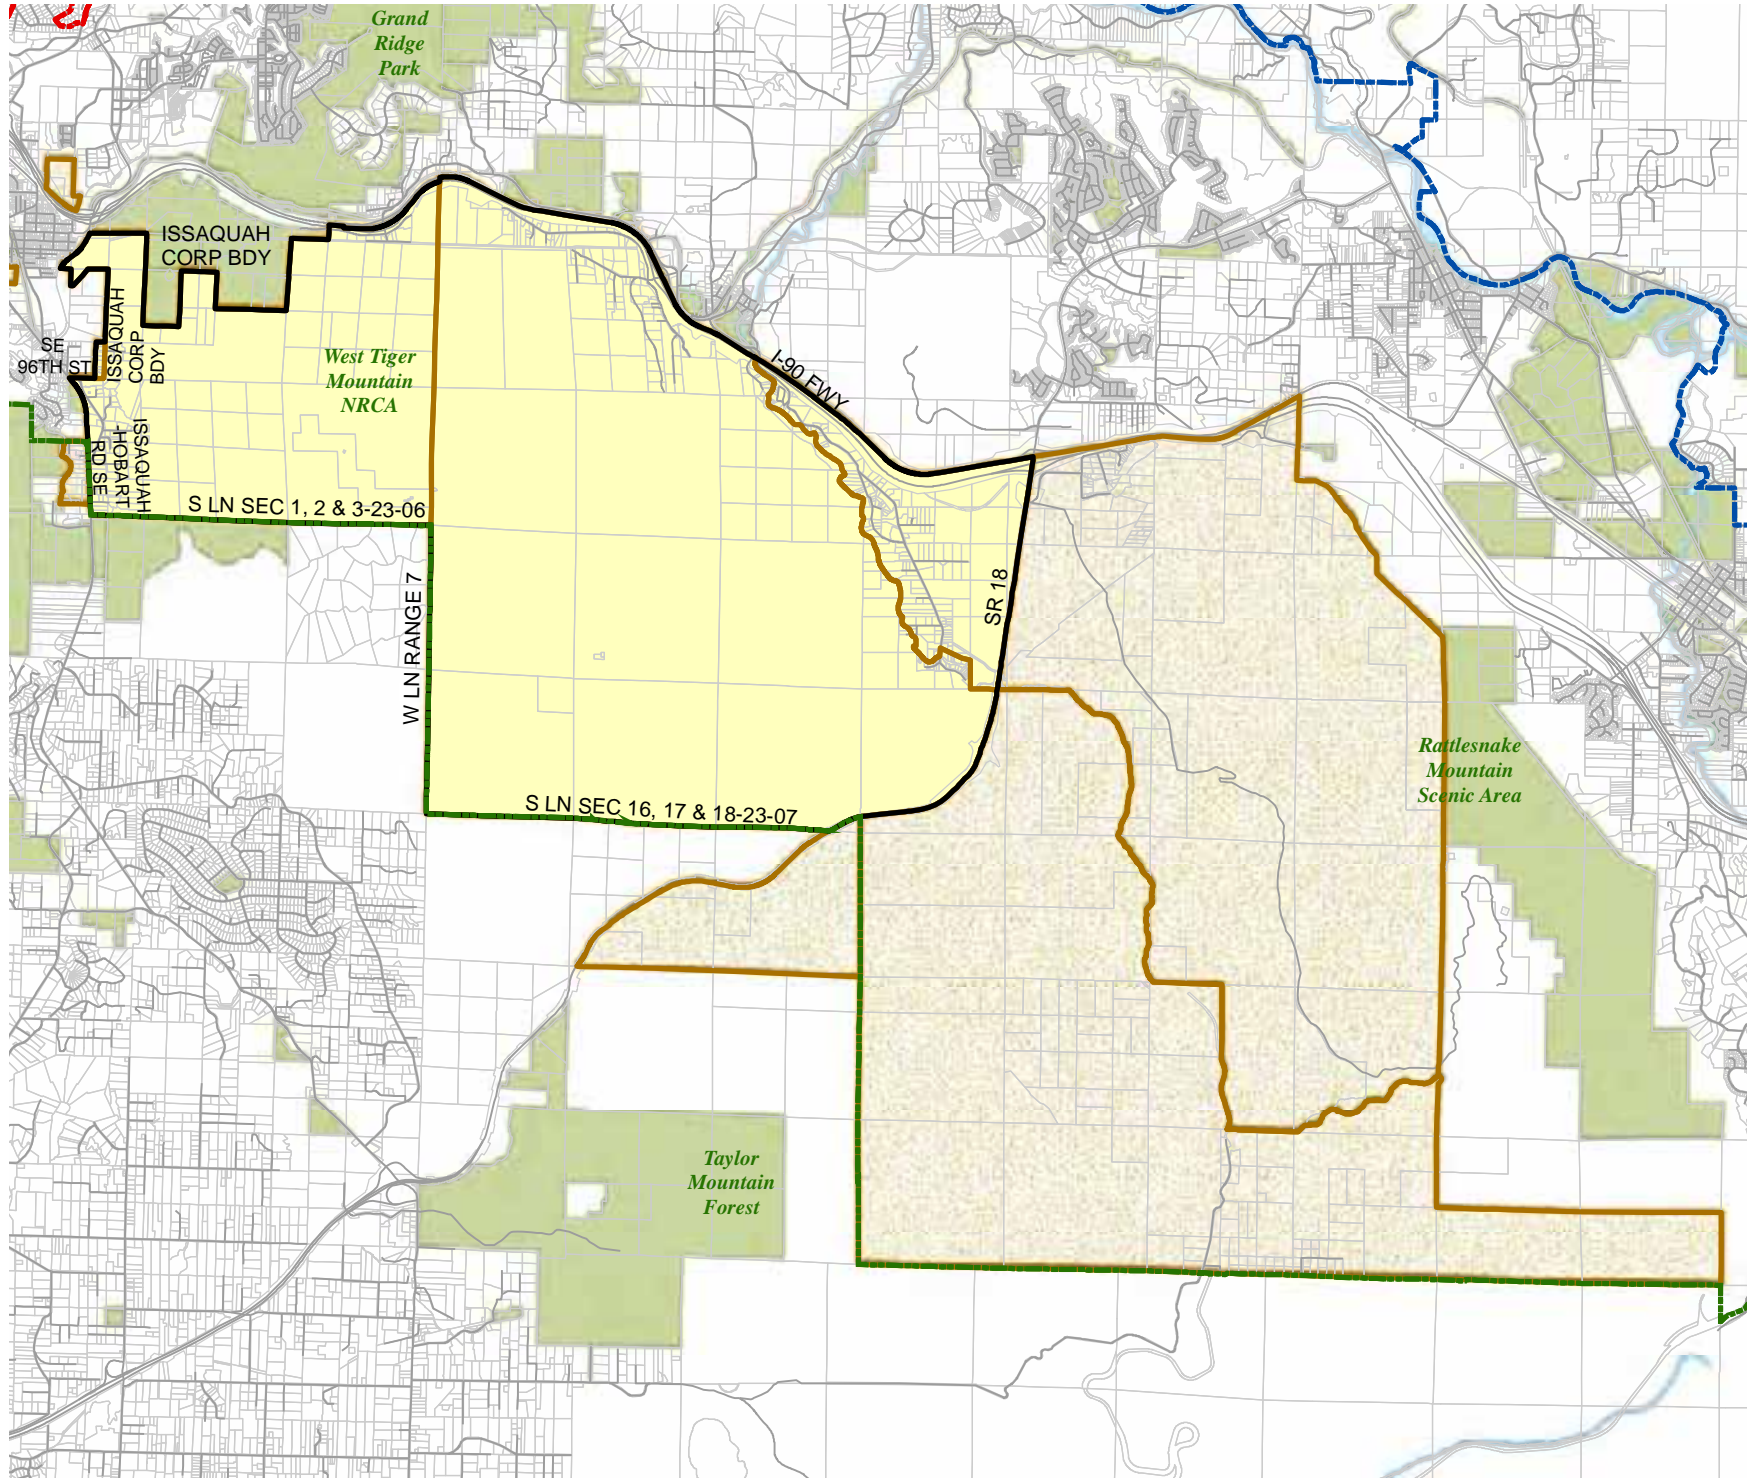 Grand
Ridge
Park
ISSAQUAH
CORP BDY
ISSAQUAH
CORP
BDY
SE
96TH ST
West Tiger
Mountain
NRCA
I-90 FWY
ISSAQUAH
-HOBART
RD SE
S LN SEC 1, 2 & 3-23-06
W LN RANGE 7
SR 18
S LN SEC 16, 17 & 18-23-07
Rattlesnake
Mountain
Scenic Area
Taylor
Mountain
Forest